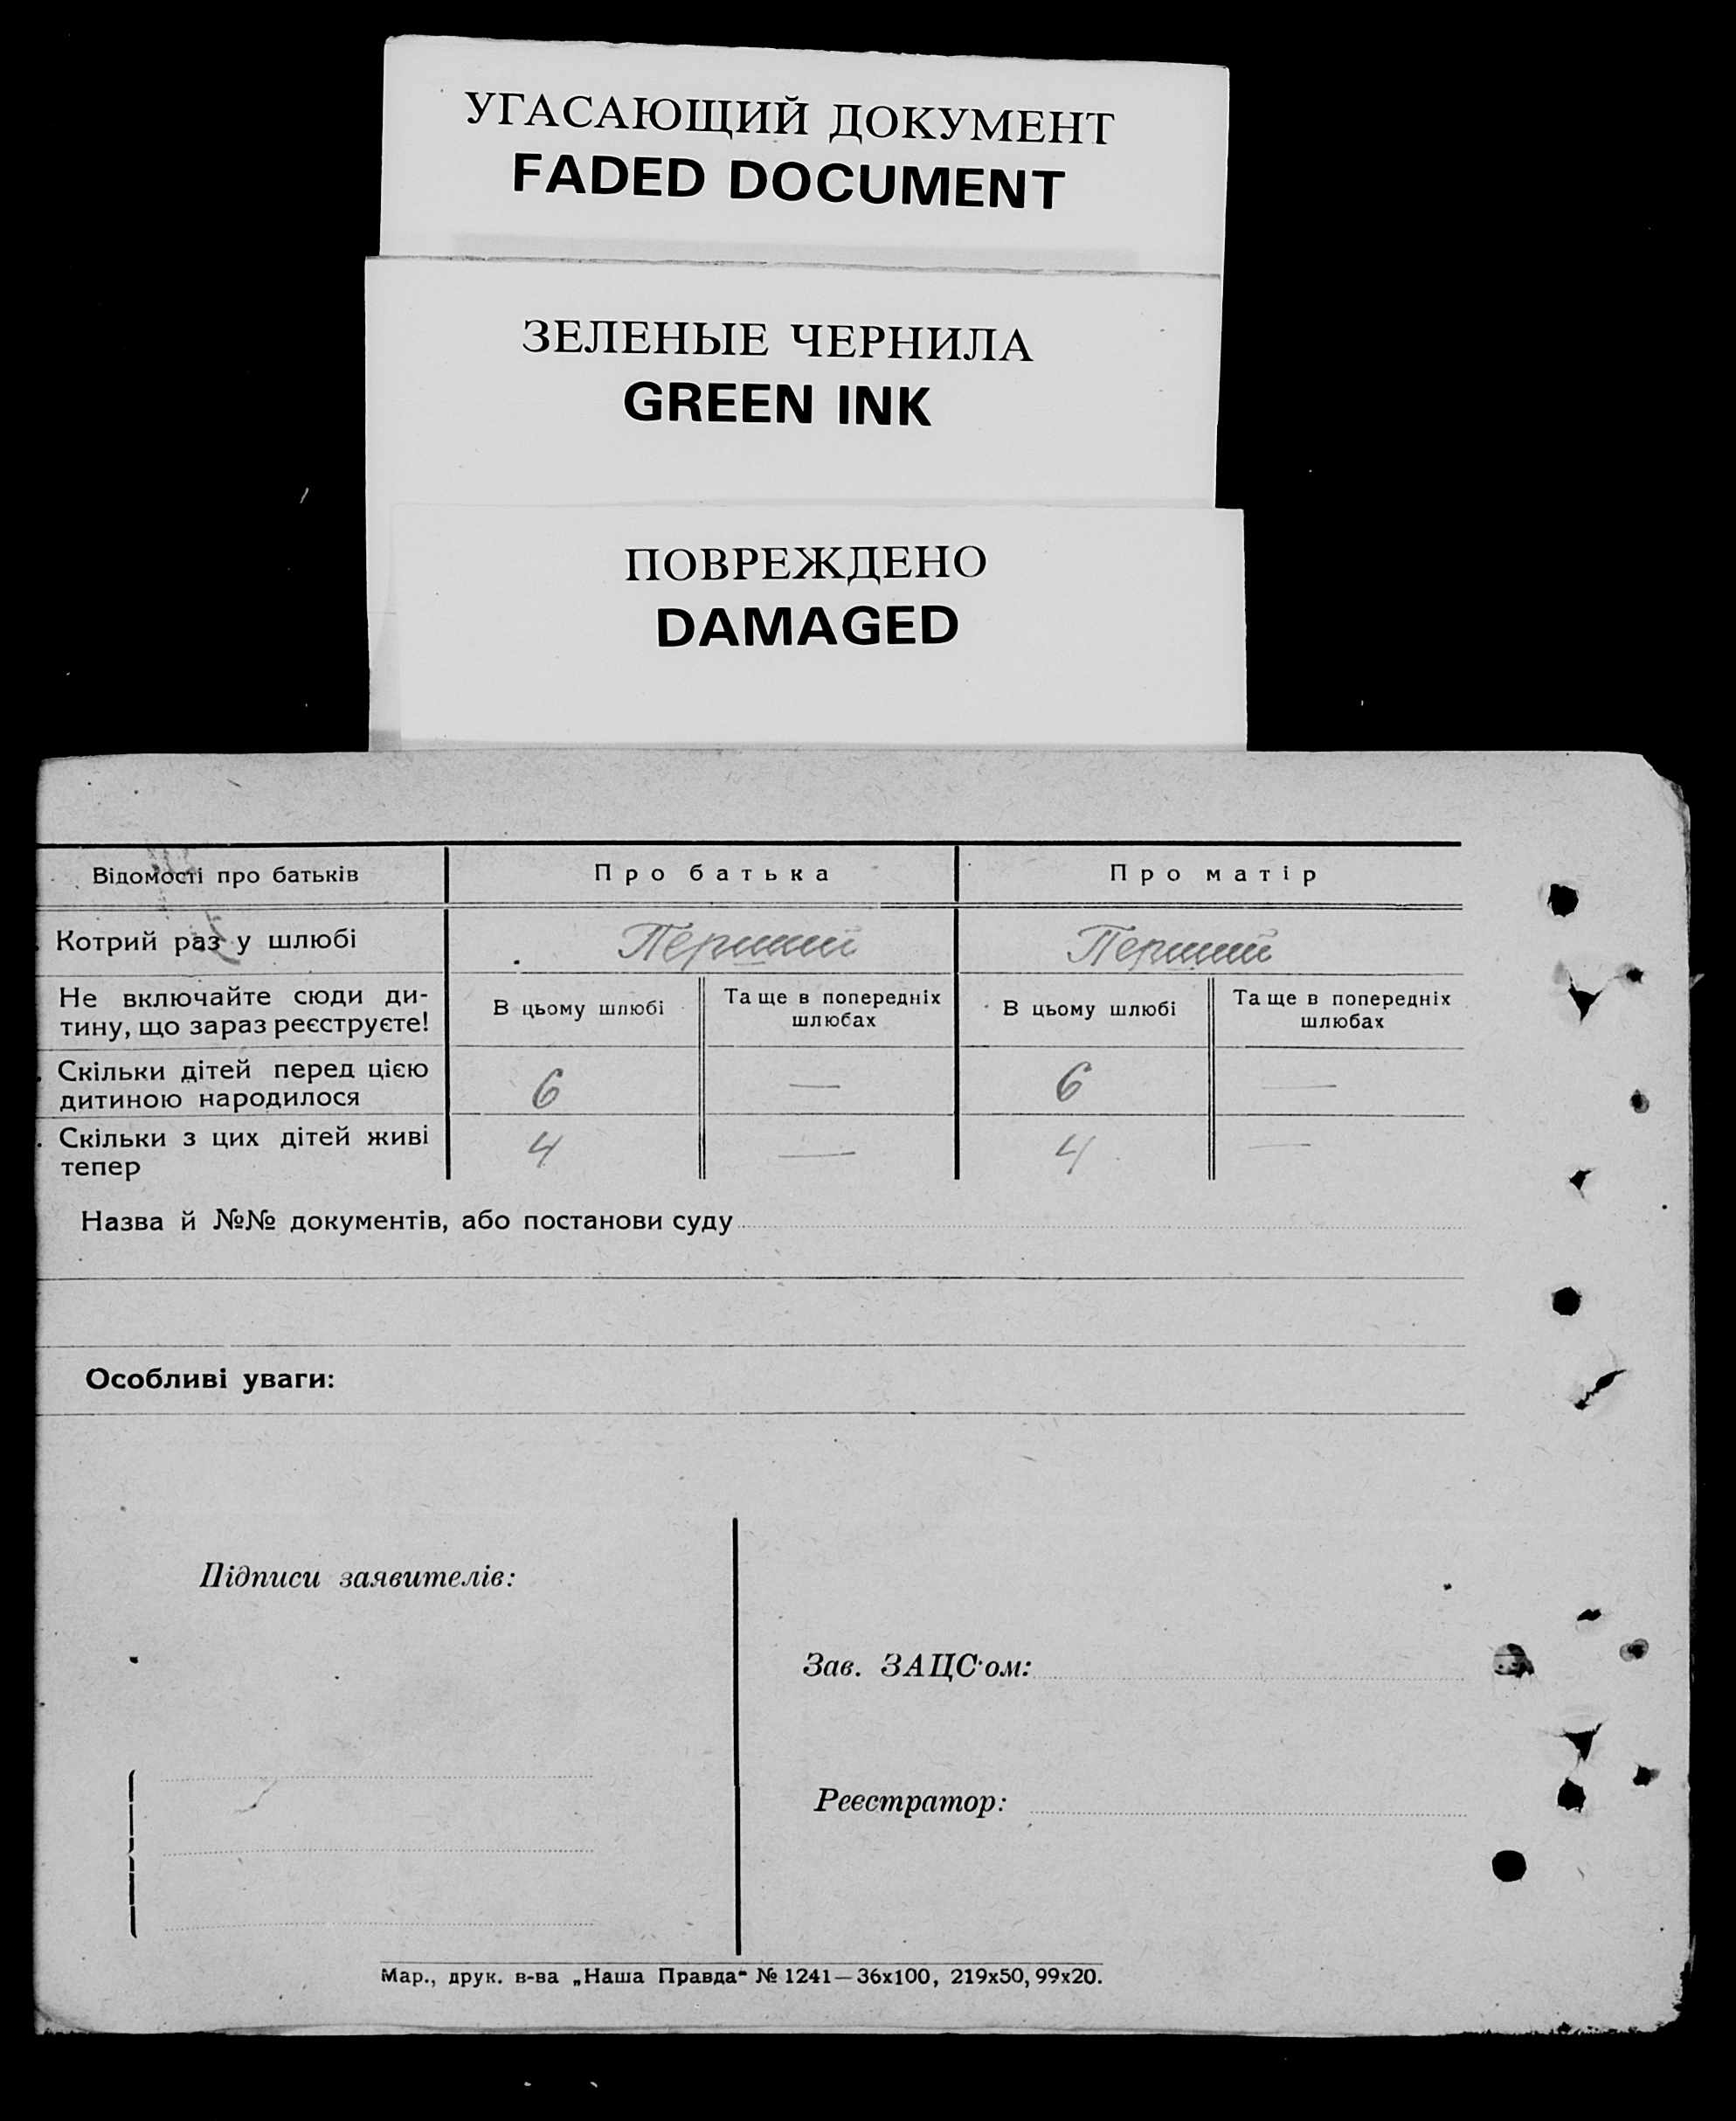 УГАСАЮЩИЙ ДОКУМЕНТ
FADED DOCUMENT
ЗЕЛЕНЫЕ ЧЕРНИЛА
GREEN INK
ПОВРЕЖДЕНО
DAMAGED
Відомості про батьків
Про батька
Про матір
Котрий раз у шлюбі
Перший
Перший
Не включайте сюди ди-
тину, що зараз реєструєте!
В цьому шлюбі
Та ще в попередніх
шлюбах
В цьому шлюбі
Та ще в попередніх
шлюбах
Скільки дітей перед цією
дитиною народилося
6
—
6
—
Скільки з цих дітей живі
тепер
4
—
4
—
Назва й №№ документів, або постанови суду
Особливі уваги:
Підписи заявителів:
Зав. ЗАЦС'ом:
Реєстратор:
Мар., друк. в-ва „Наша Правда“ № 1241—36х100, 219х50, 99х20.